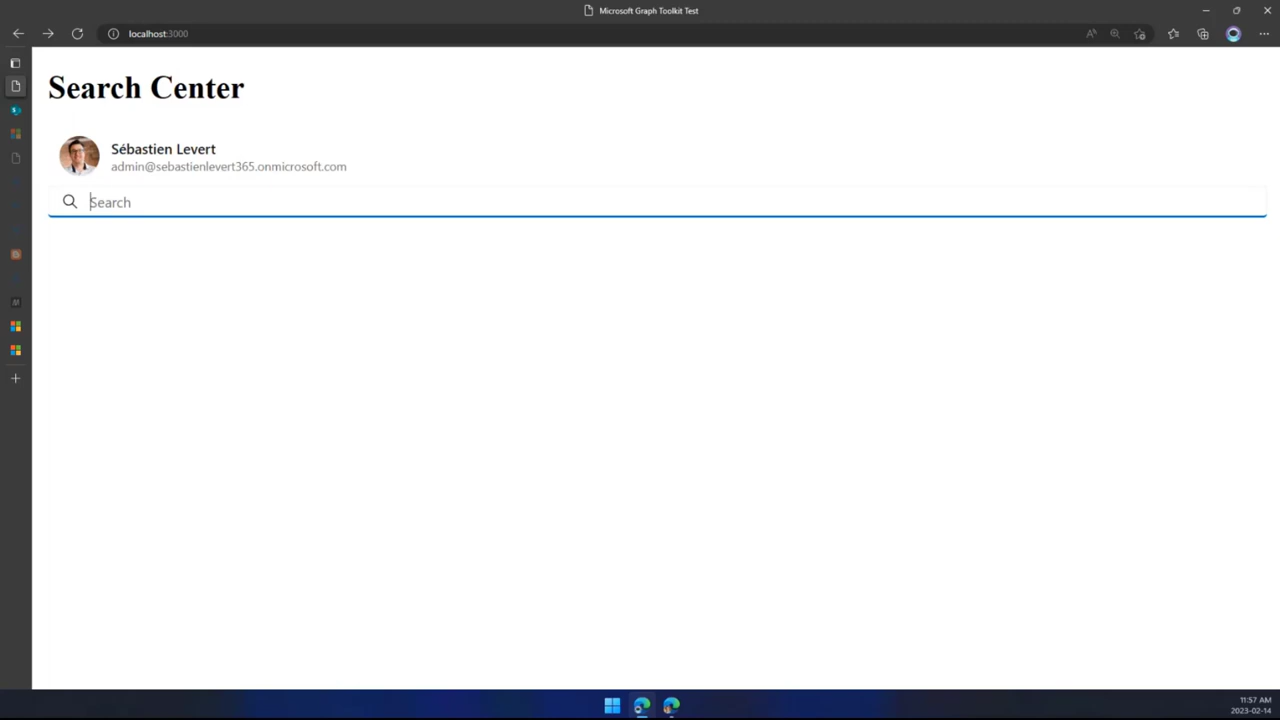 Microsoft Graph Toolkit Test
localhost:3000
Search Center
Sébastien Levert
admin@sebastienlevert365.onmicrosoft.com
Search
11:57 AM
2023-02-14